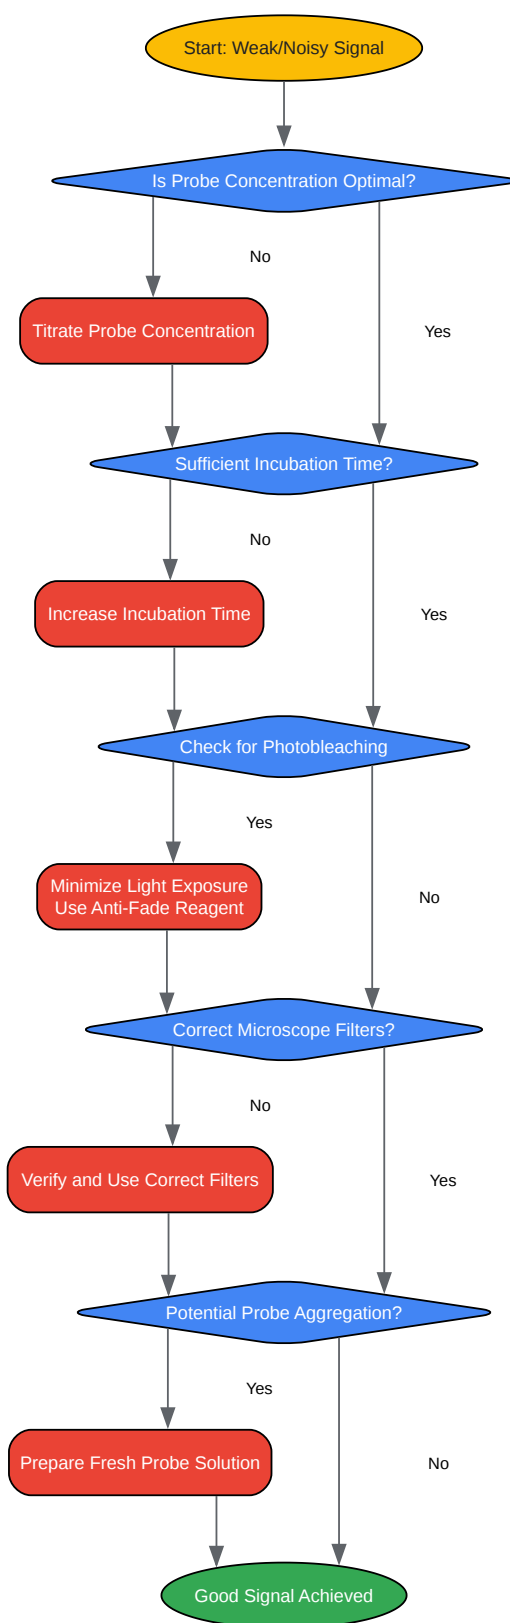 Start: Weak/Noisy Signal
Is Probe Concentration Optimal?
No
Titrate Probe Concentration
Yes
Sufficient Incubation Time?
No
Increase Incubation Time
Yes
Check for Photobleaching
Yes
Minimize Light Exposure
Use Anti-Fade Reagent
No
Correct Microscope Filters?
No
Verify and Use Correct Filters
Yes
Potential Probe Aggregation?
Yes
Prepare Fresh Probe Solution
No
Good Signal Achieved